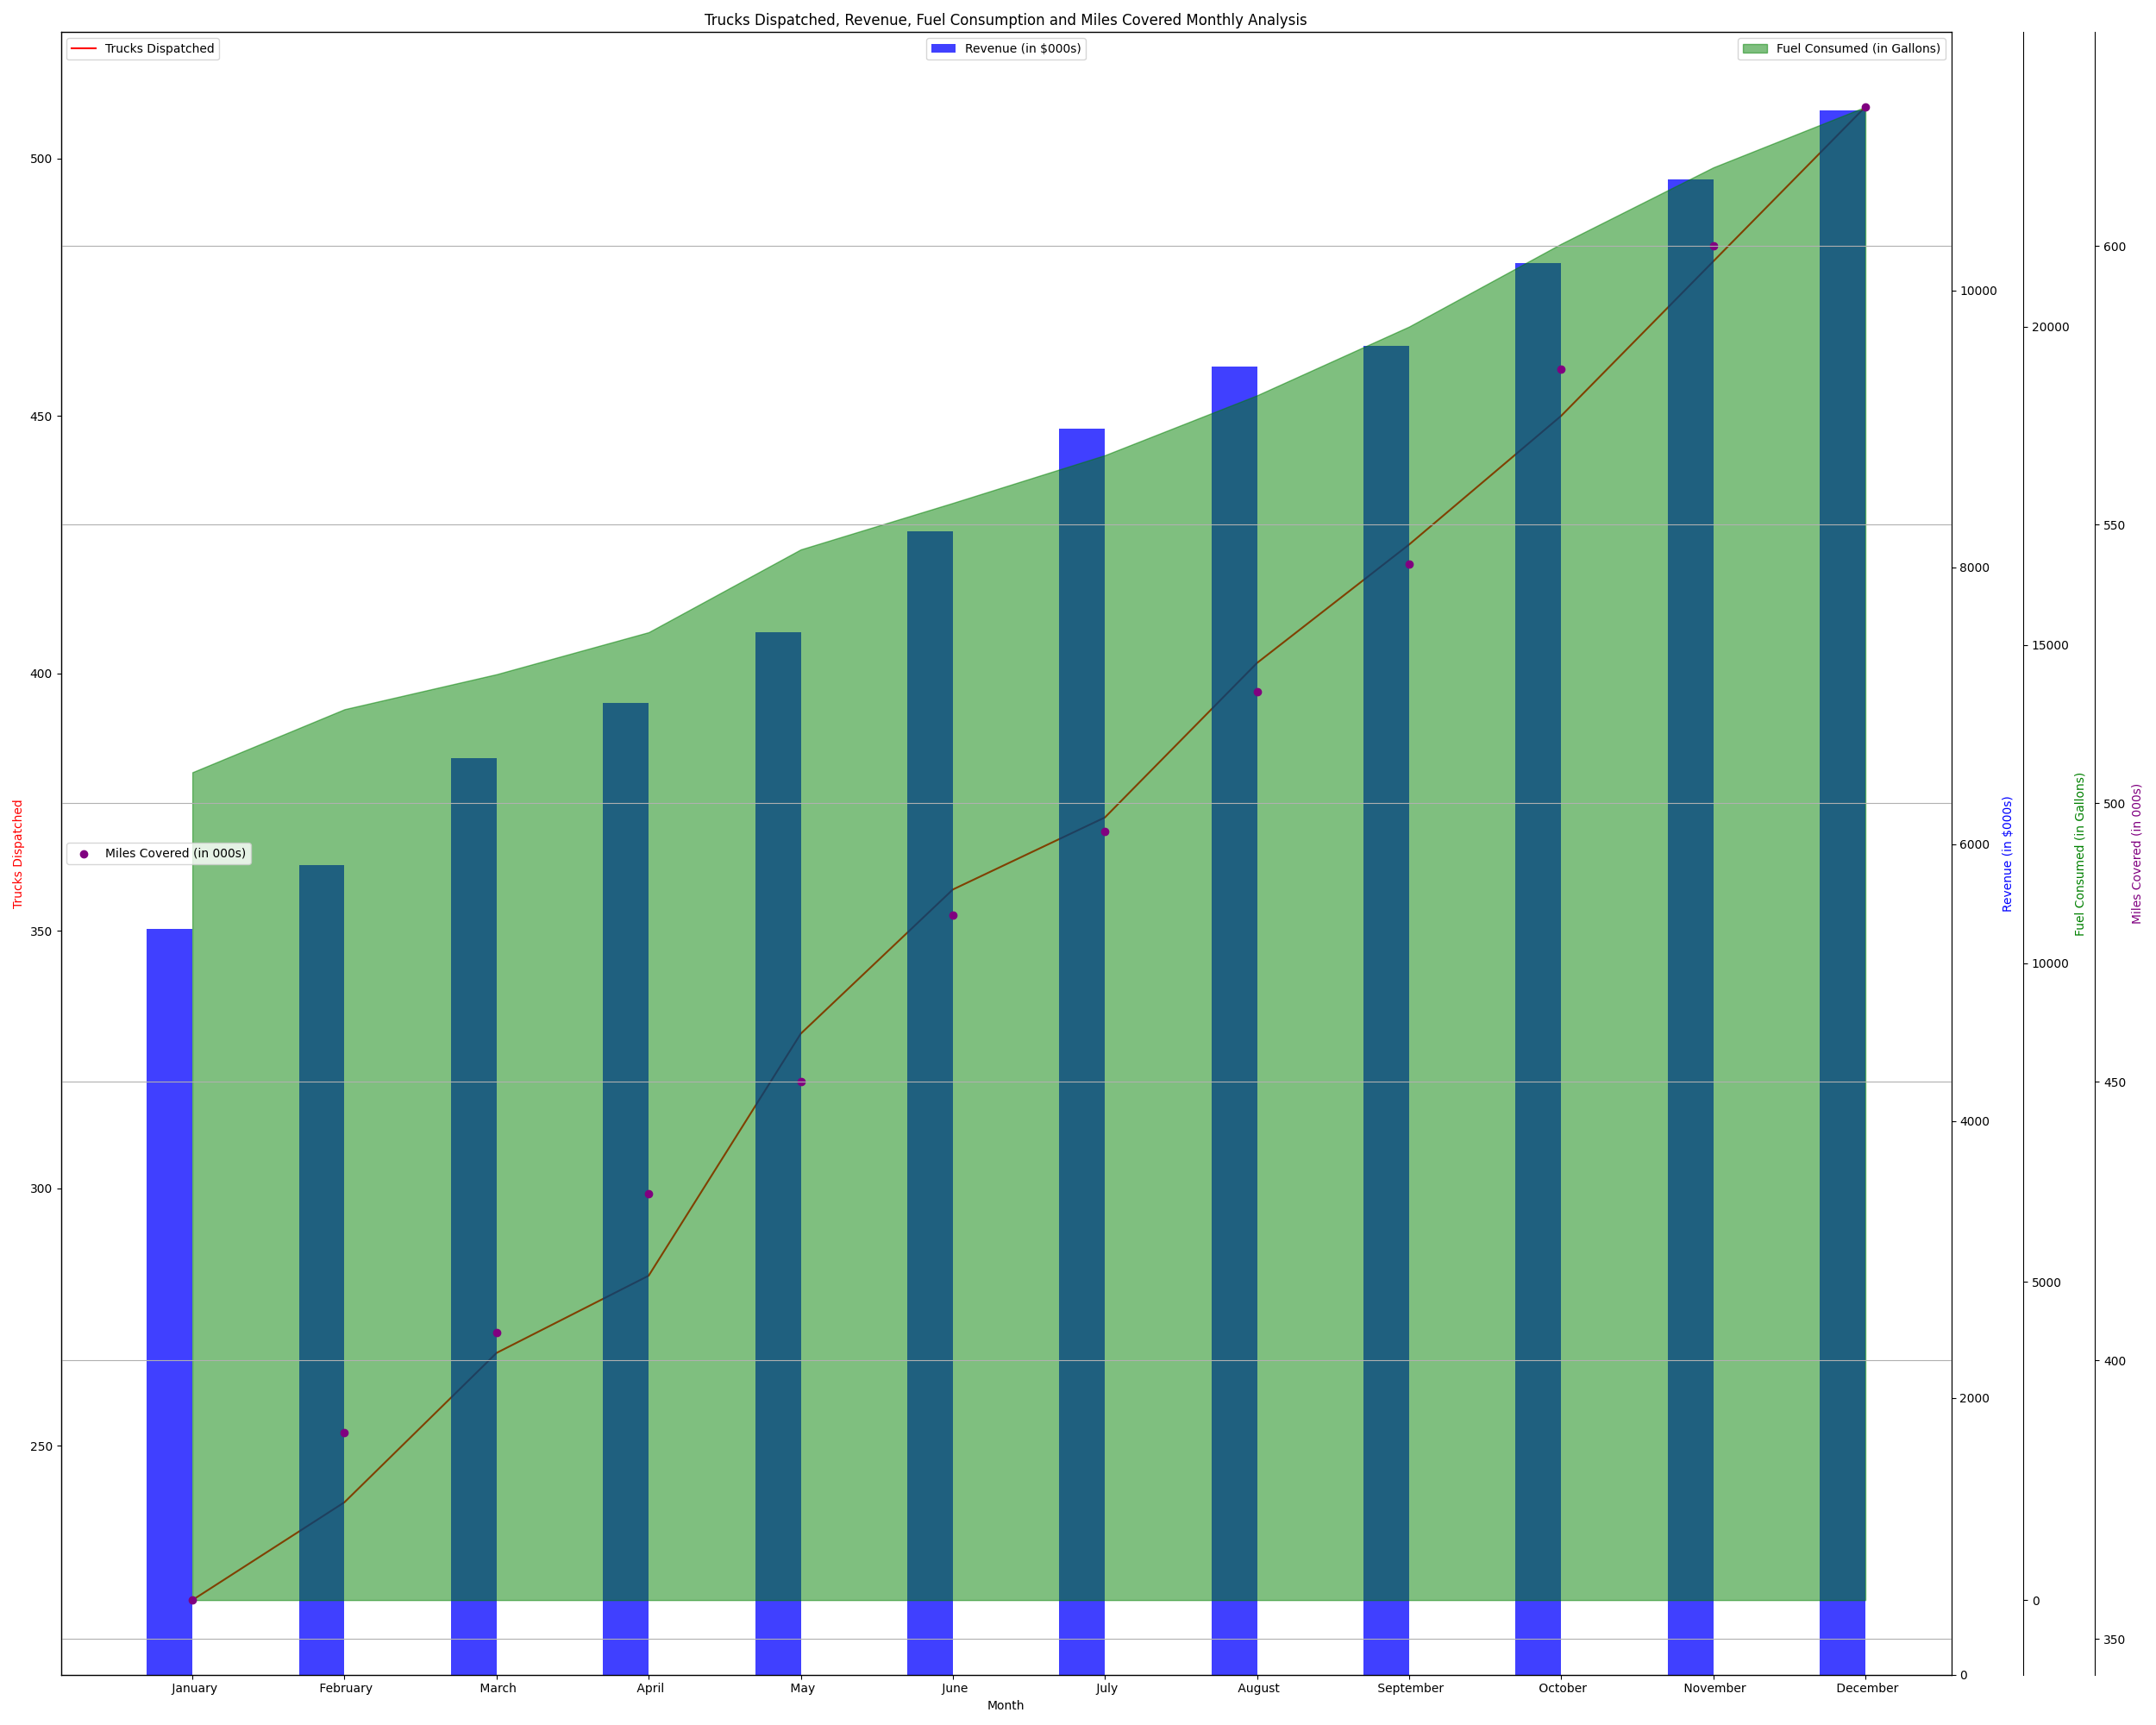 Trucks Dispatched, Revenue, Fuel Consumption and Miles Covered Monthly Analysis
Trucks Dispatched
Revenue (in $000s)
Fuel Consumed (in Gallons)
Miles Covered (in 000s)
Trucks Dispatched
500
450
400
350
300
250
10000
8000
6000
4000
2000
0
Revenue (in $000s)
20000
15000
10000
5000
0
Fuel Consumed (in Gallons)
600
550
500
450
400
350
Miles Covered (in 000s)
January February March April May June July August September October November December
Month